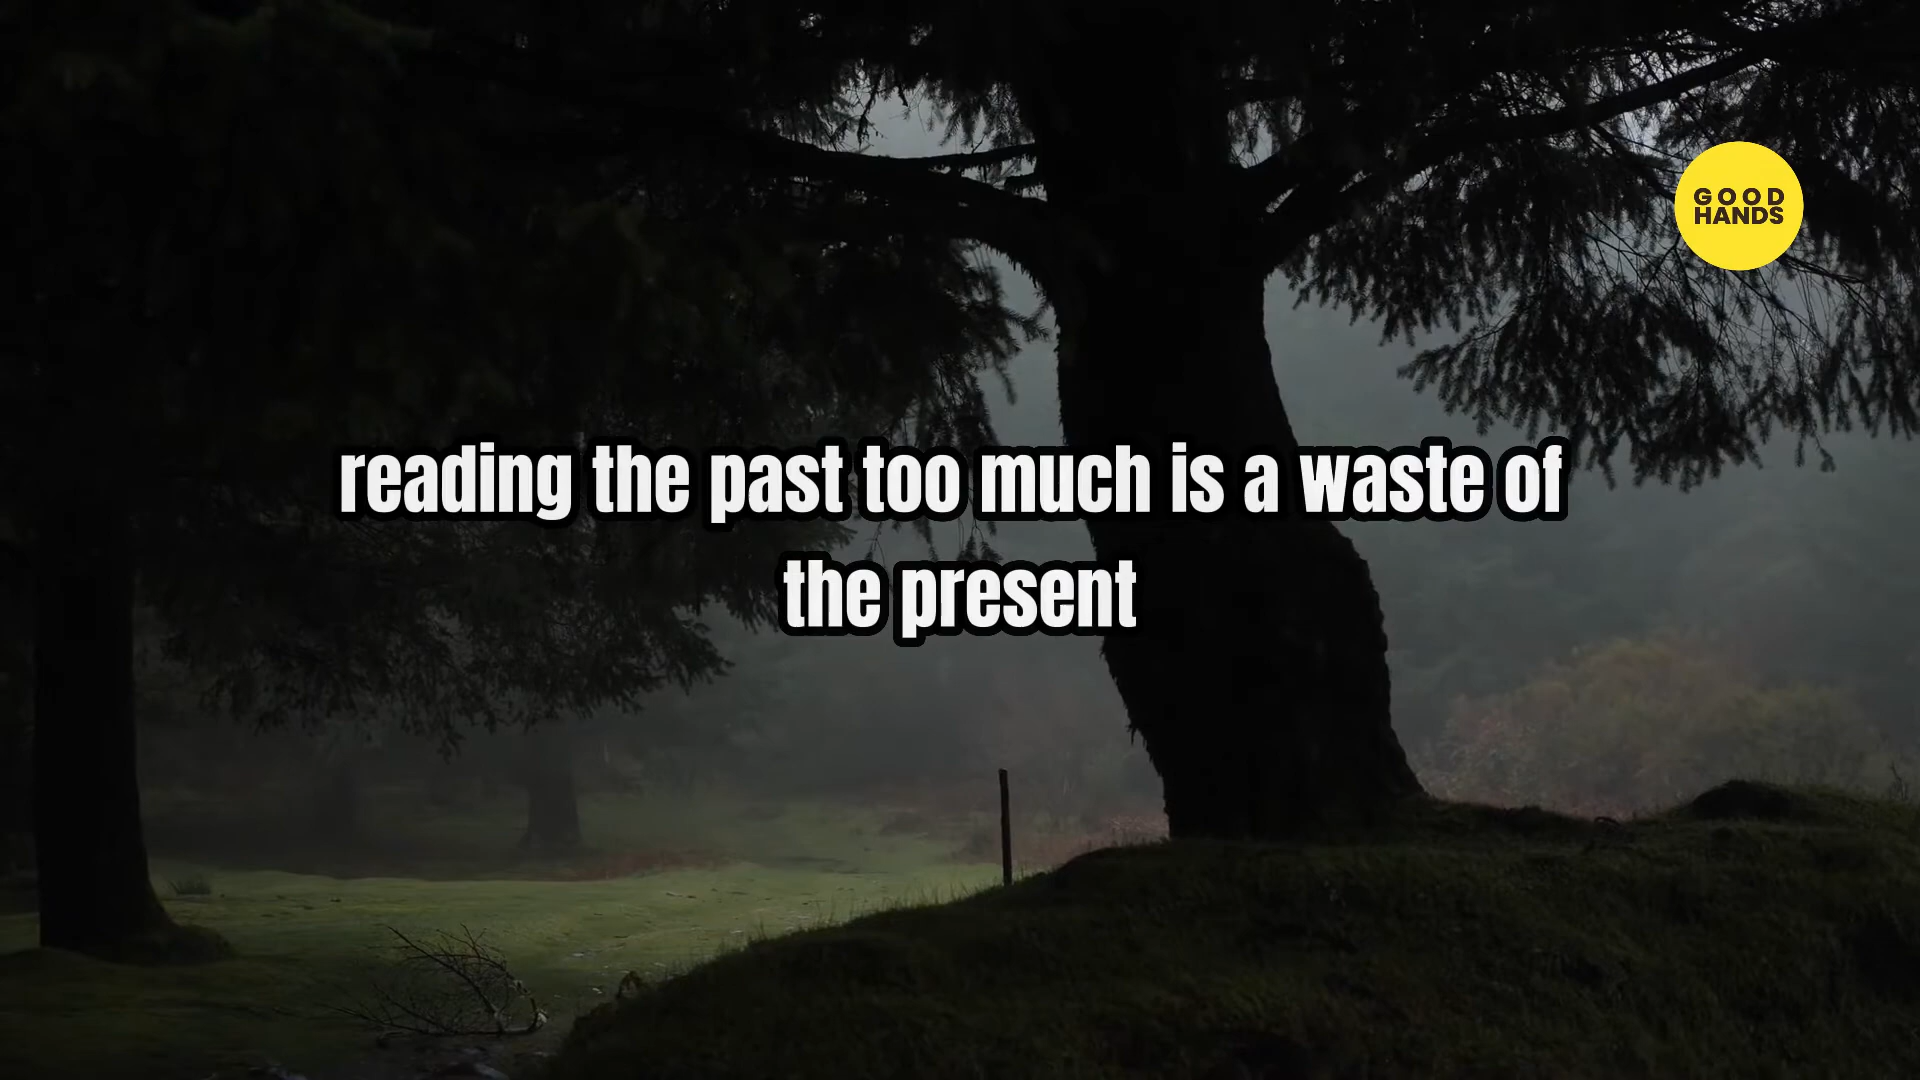 GOOD
HANDS
reading the past too much is a waste of
the present